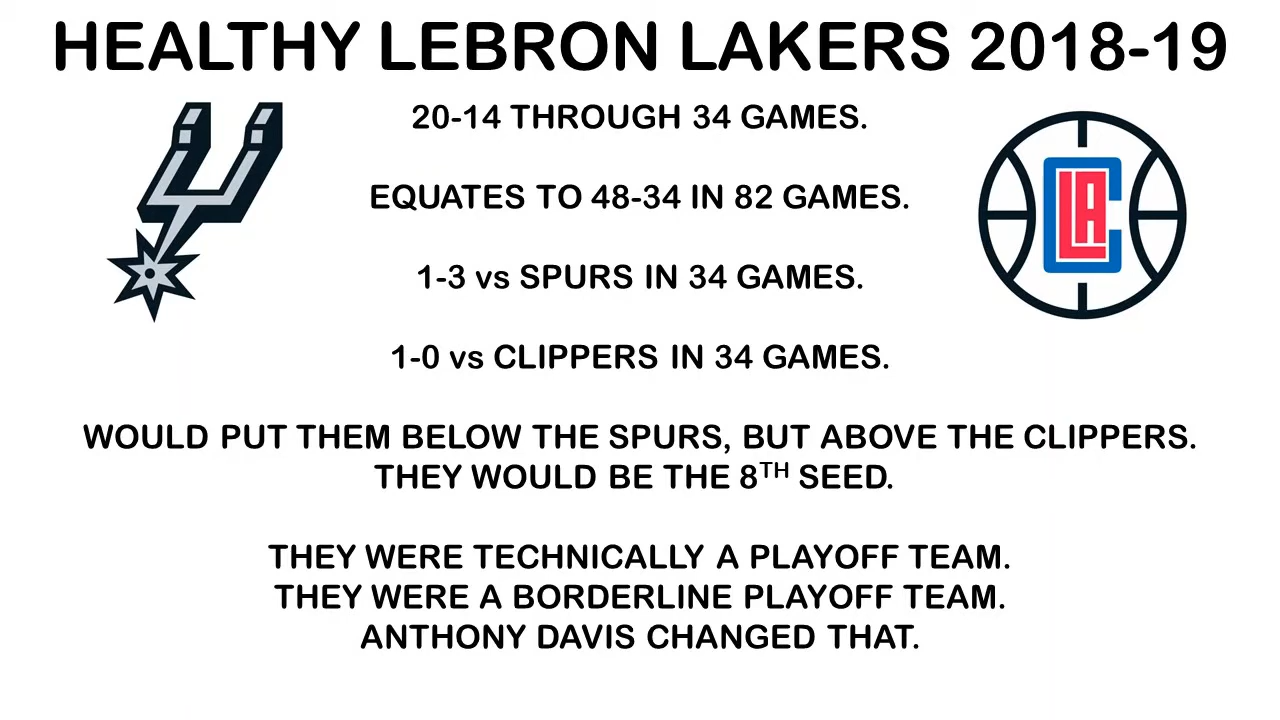 HEALTHY LEBRON LAKERS 2018-19
20-14 THROUGH 34 GAMES.
EQUATES TO 48-34 IN 82 GAMES.
1-3 vs SPURS IN 34 GAMES.
1-0 vs CLIPPERS IN 34 GAMES.
WOULD PUT THEM BELOW THE SPURS, BUT ABOVE THE CLIPPERS.
THEY WOULD BE THE 8TH SEED.
THEY WERE TECHNICALLY A PLAYOFF TEAM.
THEY WERE A BORDERLINE PLAYOFF TEAM.
ANTHONY DAVIS CHANGED THAT.
CLA